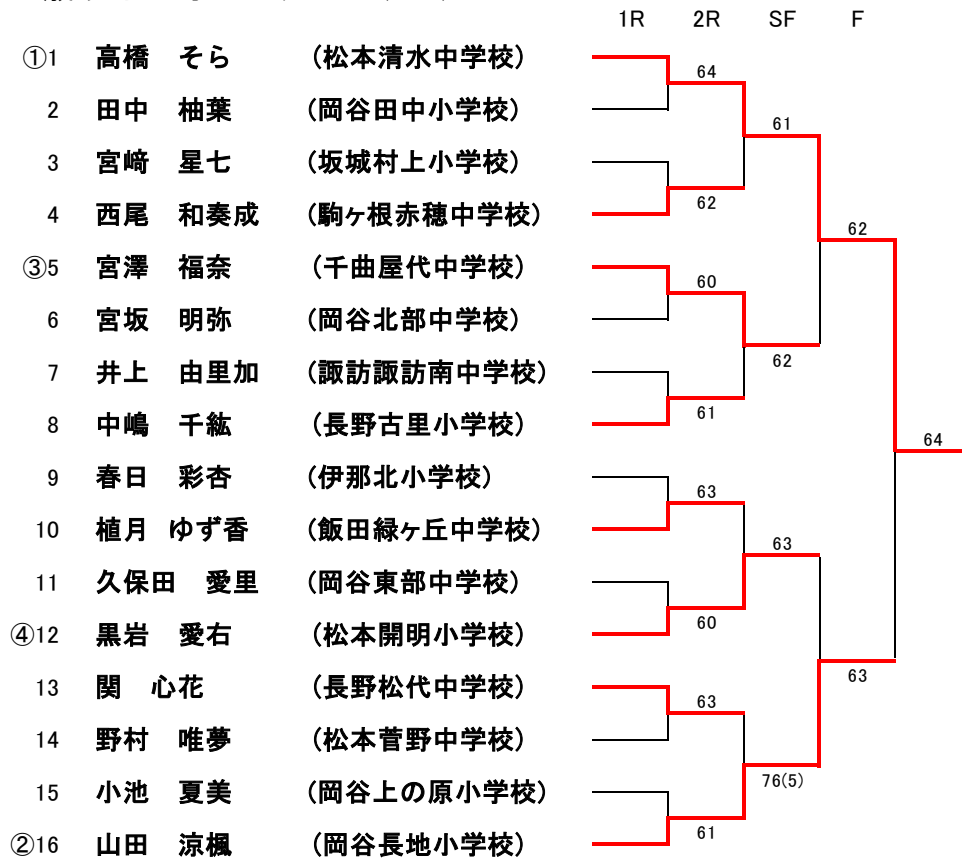 1R 2R SF F
①1 高橋 そら (松本清水中学校)
64
2 田中 柚葉 (岡谷田中小学校)
61
3 宮﨑 星七 (坂城村上小学校)
62
4 西尾 和奏成 (駒ヶ根赤穂中学校)
62
③5 宮澤 福奈 (千曲屋代中学校)
60
6 宮坂 明弥 (岡谷北部中学校)
62
7 井上 由里加 (諏訪諏訪南中学校)
61
8 中嶋 千紘 (長野古里小学校)
64
9 春日 彩杏 (伊那北小学校)
63
10 植月 ゆず香 (飯田緑ヶ丘中学校)
63
11 久保田 愛里 (岡谷東部中学校)
60
④12 黒岩 愛右 (松本開明小学校)
63
13 関 心花 (長野松代中学校)
63
14 野村 唯夢 (松本菅野中学校)
76(5)
15 小池 夏美 (岡谷上の原小学校)
61
②16 山田 涼楓 (岡谷長地小学校)